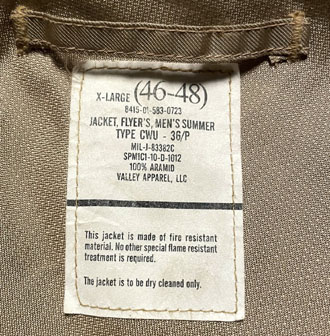 X-LARGE (46-48)
8415-01-583-0723
JACKET, FLYER'S, MEN'S SUMMER
TYPE CWU - 36/P
MIL-J-83382C
SPM1C1-10-D-1012
100% ARAMID
VALLEY APPAREL, LLC
This jacket is made of fire resistant
material. No other special flame resistant
treatment is required.
The jacket is to be dry cleaned only.